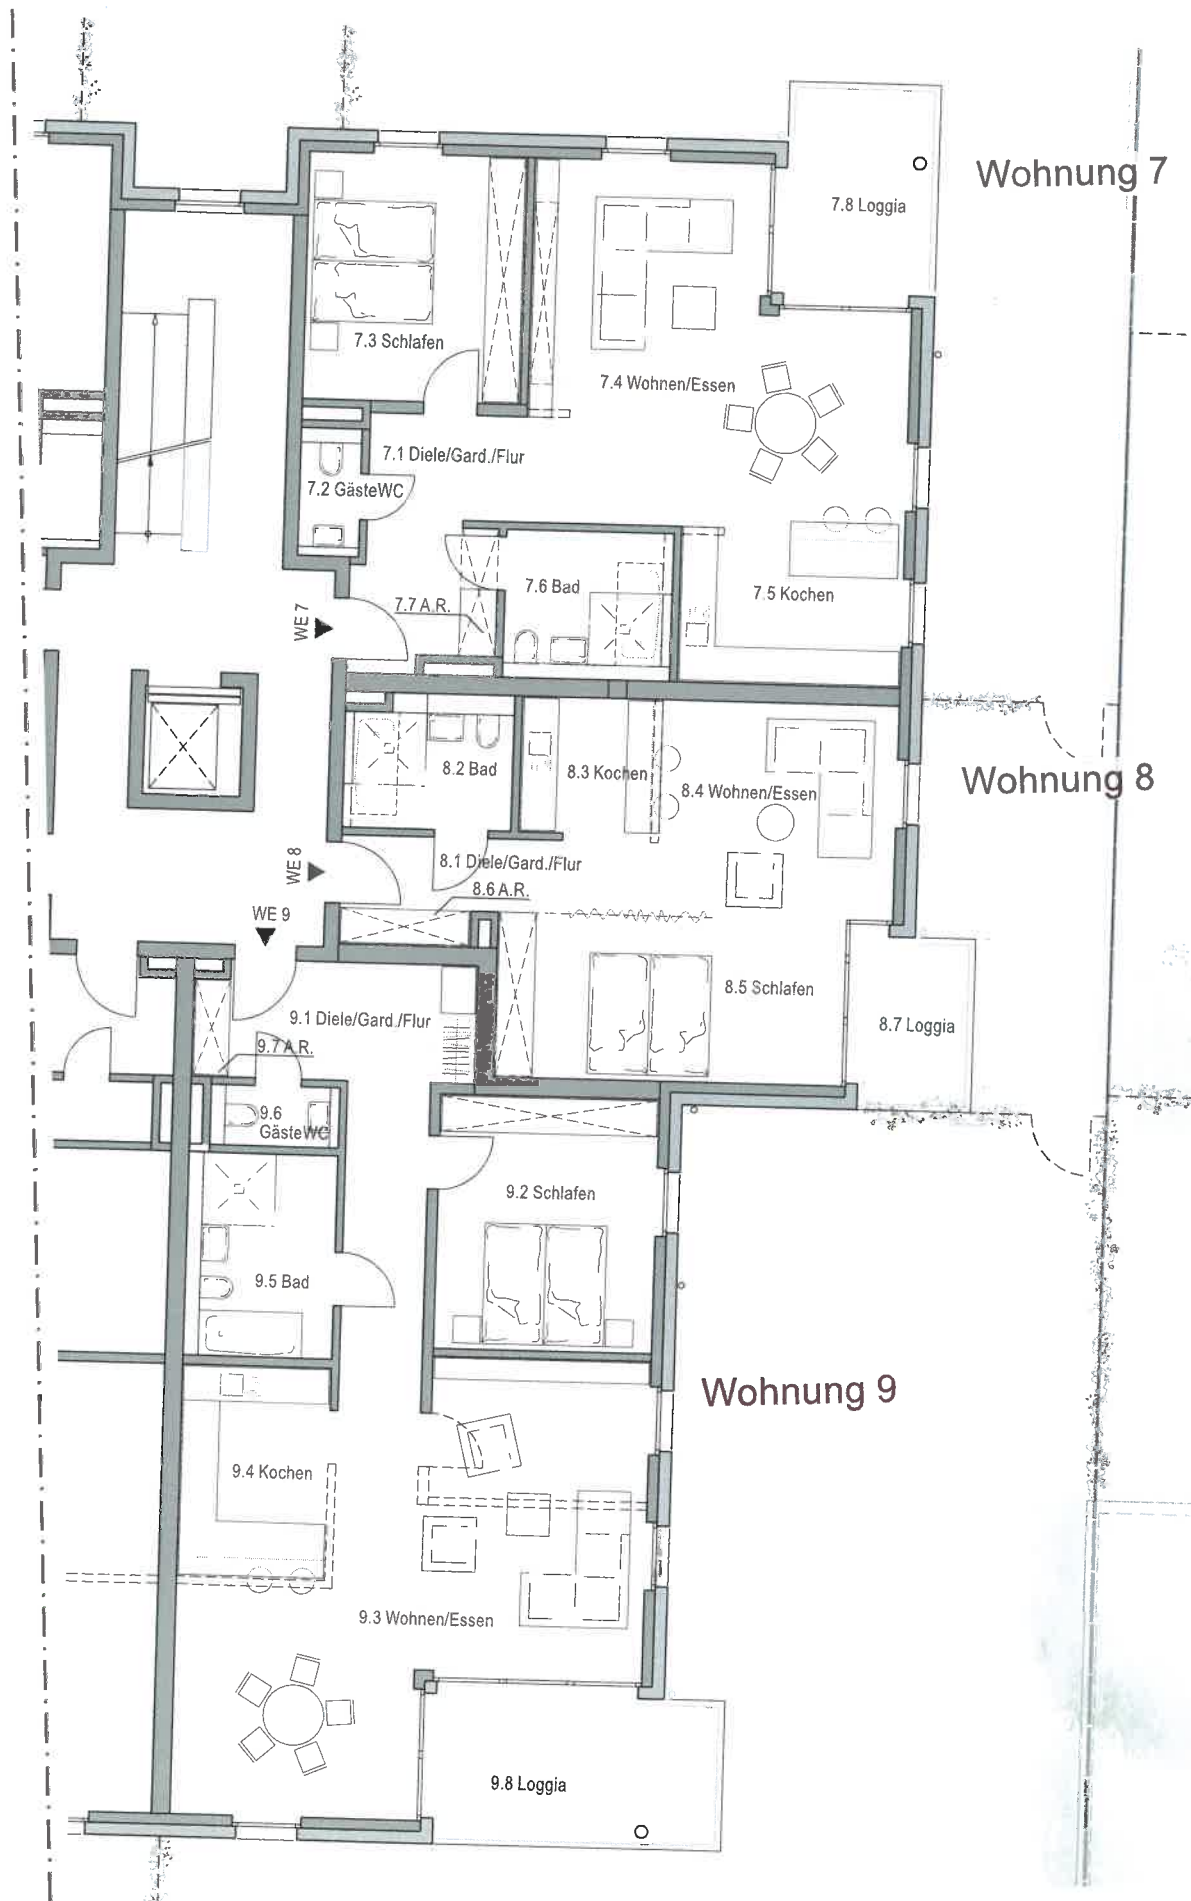 Wohnung 7
7.8 Loggia
7.3 Schlafen
7.4 Wohnen/Essen
7.1 Diele/Gard./Flur
7.2 GästeWC
7.6 Bad
7.5 Kochen
7.7 A.R.
WE 7
Wohnung 8
8.2 Bad
8.3 Kochen
8.4 Wohnen/Essen
8.1 Diele/Gard./Flur
WE 8
8.6 A.R.
WE 9
8.5 Schlafen
8.7 Loggia
9.1 Diele/Gard./Flur
9.7 A.R.
9.6
GästeWC
9.2 Schlafen
9.5 Bad
Wohnung 9
9.4 Kochen
9.3 Wohnen/Essen
9.8 Loggia